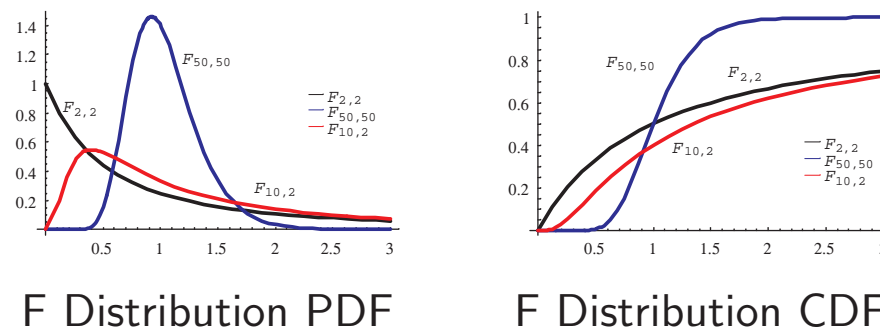 1.4
1.2
1
0.8
0.6
0.4
0.2
0.5 1 1.5 2 2.5 3
F50,50
F2,2
F10,2
F2,2
F50,50
F10,2
F Distribution PDF
1
0.8
0.6
0.4
0.2
0.5 1 1.5 2 2.5
F50,50
F2,2
F10,2
F2,2
F50,50
F10,2
F Distribution CDF